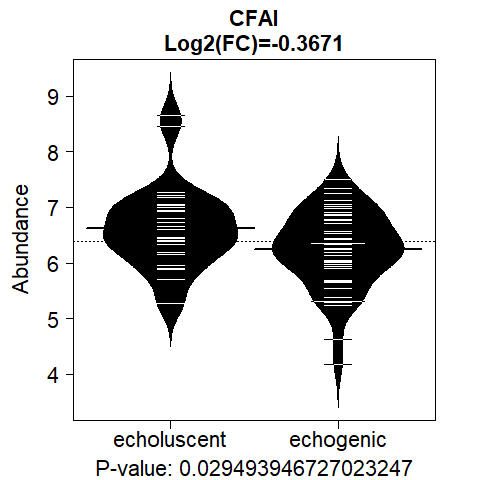 CFAI
Log2(FC)=-0.3671
Abundance
9
8
7
6
5
4
echoluscent echogenic
P-value: 0.029493946727023247